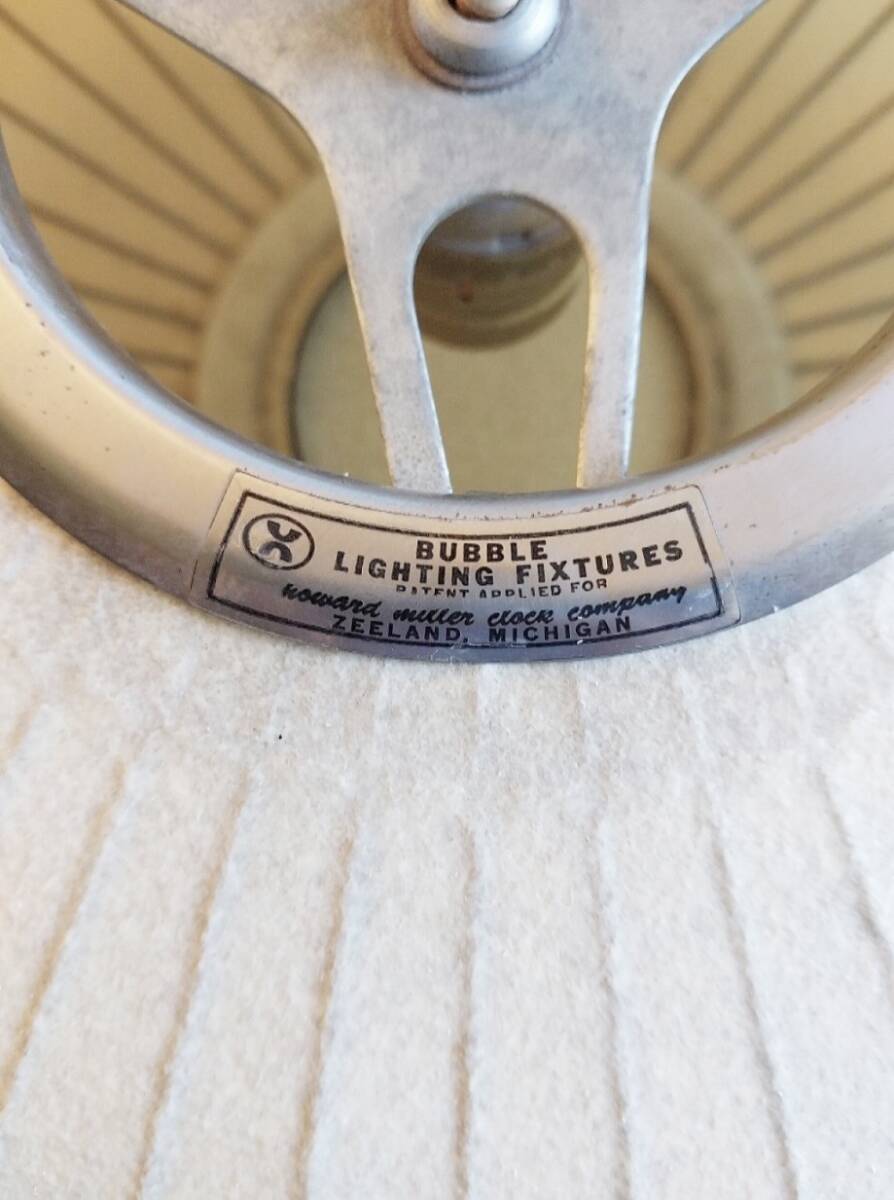 BUBBLE
LIGHTING FIXTURES
PATENT APPLIED FOR
howard miller clock company
ZEELAND, MICHIGAN